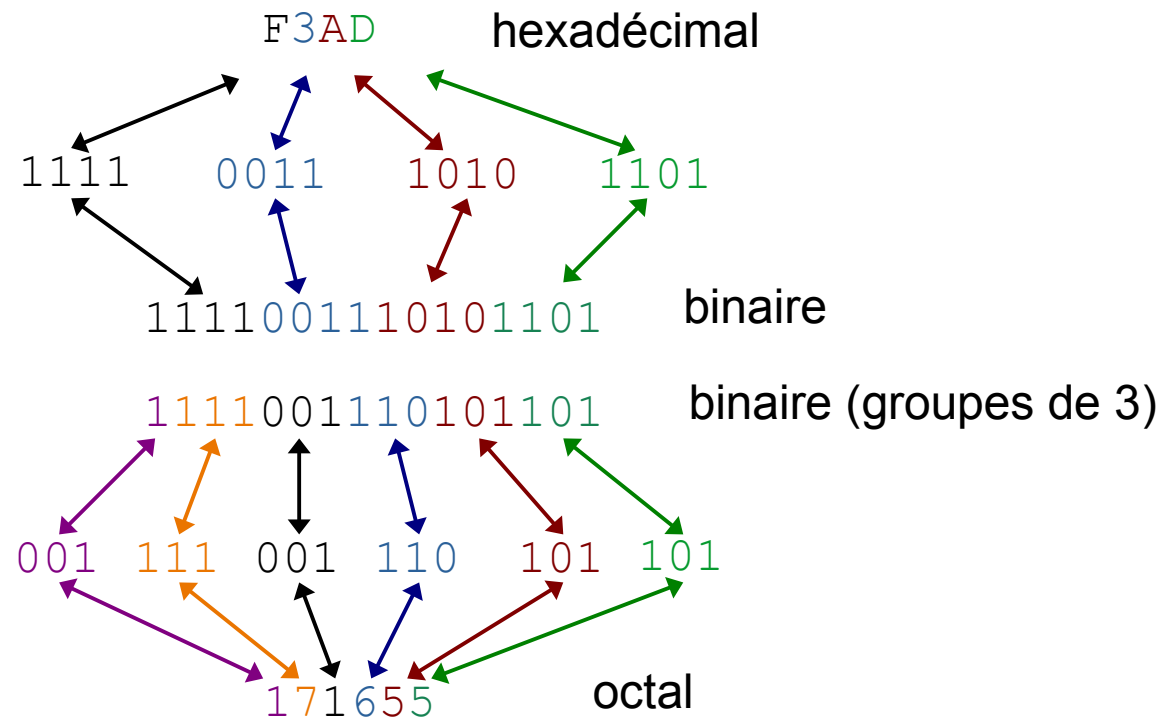 F3AD hexadécimal
1111 0011 1010 1101
1111001110101101 binaire
1111001110101101 binaire (groupes de 3)
001 111 001 110 101 101
171655 octal